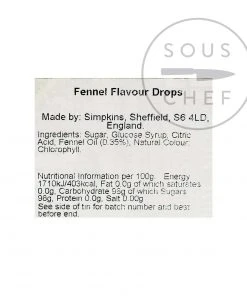 SOUS
CHEF
Fennel Flavour Drops
Made by: Simpkins, Sheffield, S6 4LD,
England.
Ingredients: Sugar, Glucose Syrup, Citric
Acid, Fennel Oil (0.35%), Natural Colour:
Chlorophyll.
Nutritional Information per 100g. Energy
1710kJ/403kcal, Fat 0.0g of which saturates
0.0g, Carbohydrate 96g of which Sugars
96g, Protein 0.0g, Salt 0.00g
See side of tin for batch number and best
before end.